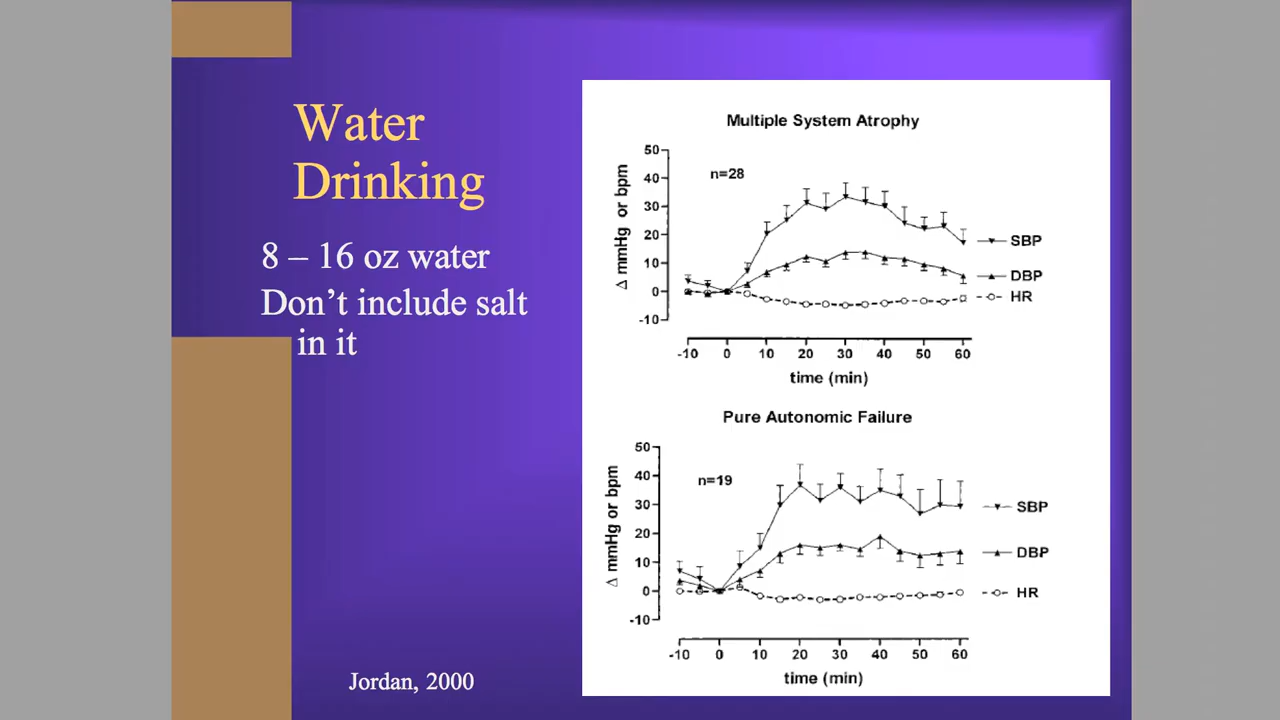 Water
Drinking
8 – 16 oz water
Don’t include salt
in it
Jordan, 2000
Multiple System Atrophy
n=28
Δ mmHg or bpm
50
40
30
20
10
0
-10
SBP
DBP
HR
-10 0 10 20 30 40 50 60
time (min)
Pure Autonomic Failure
n=19
Δ mmHg or bpm
50
40
30
20
10
0
-10
SBP
DBP
HR
-10 0 10 20 30 40 50 60
time (min)